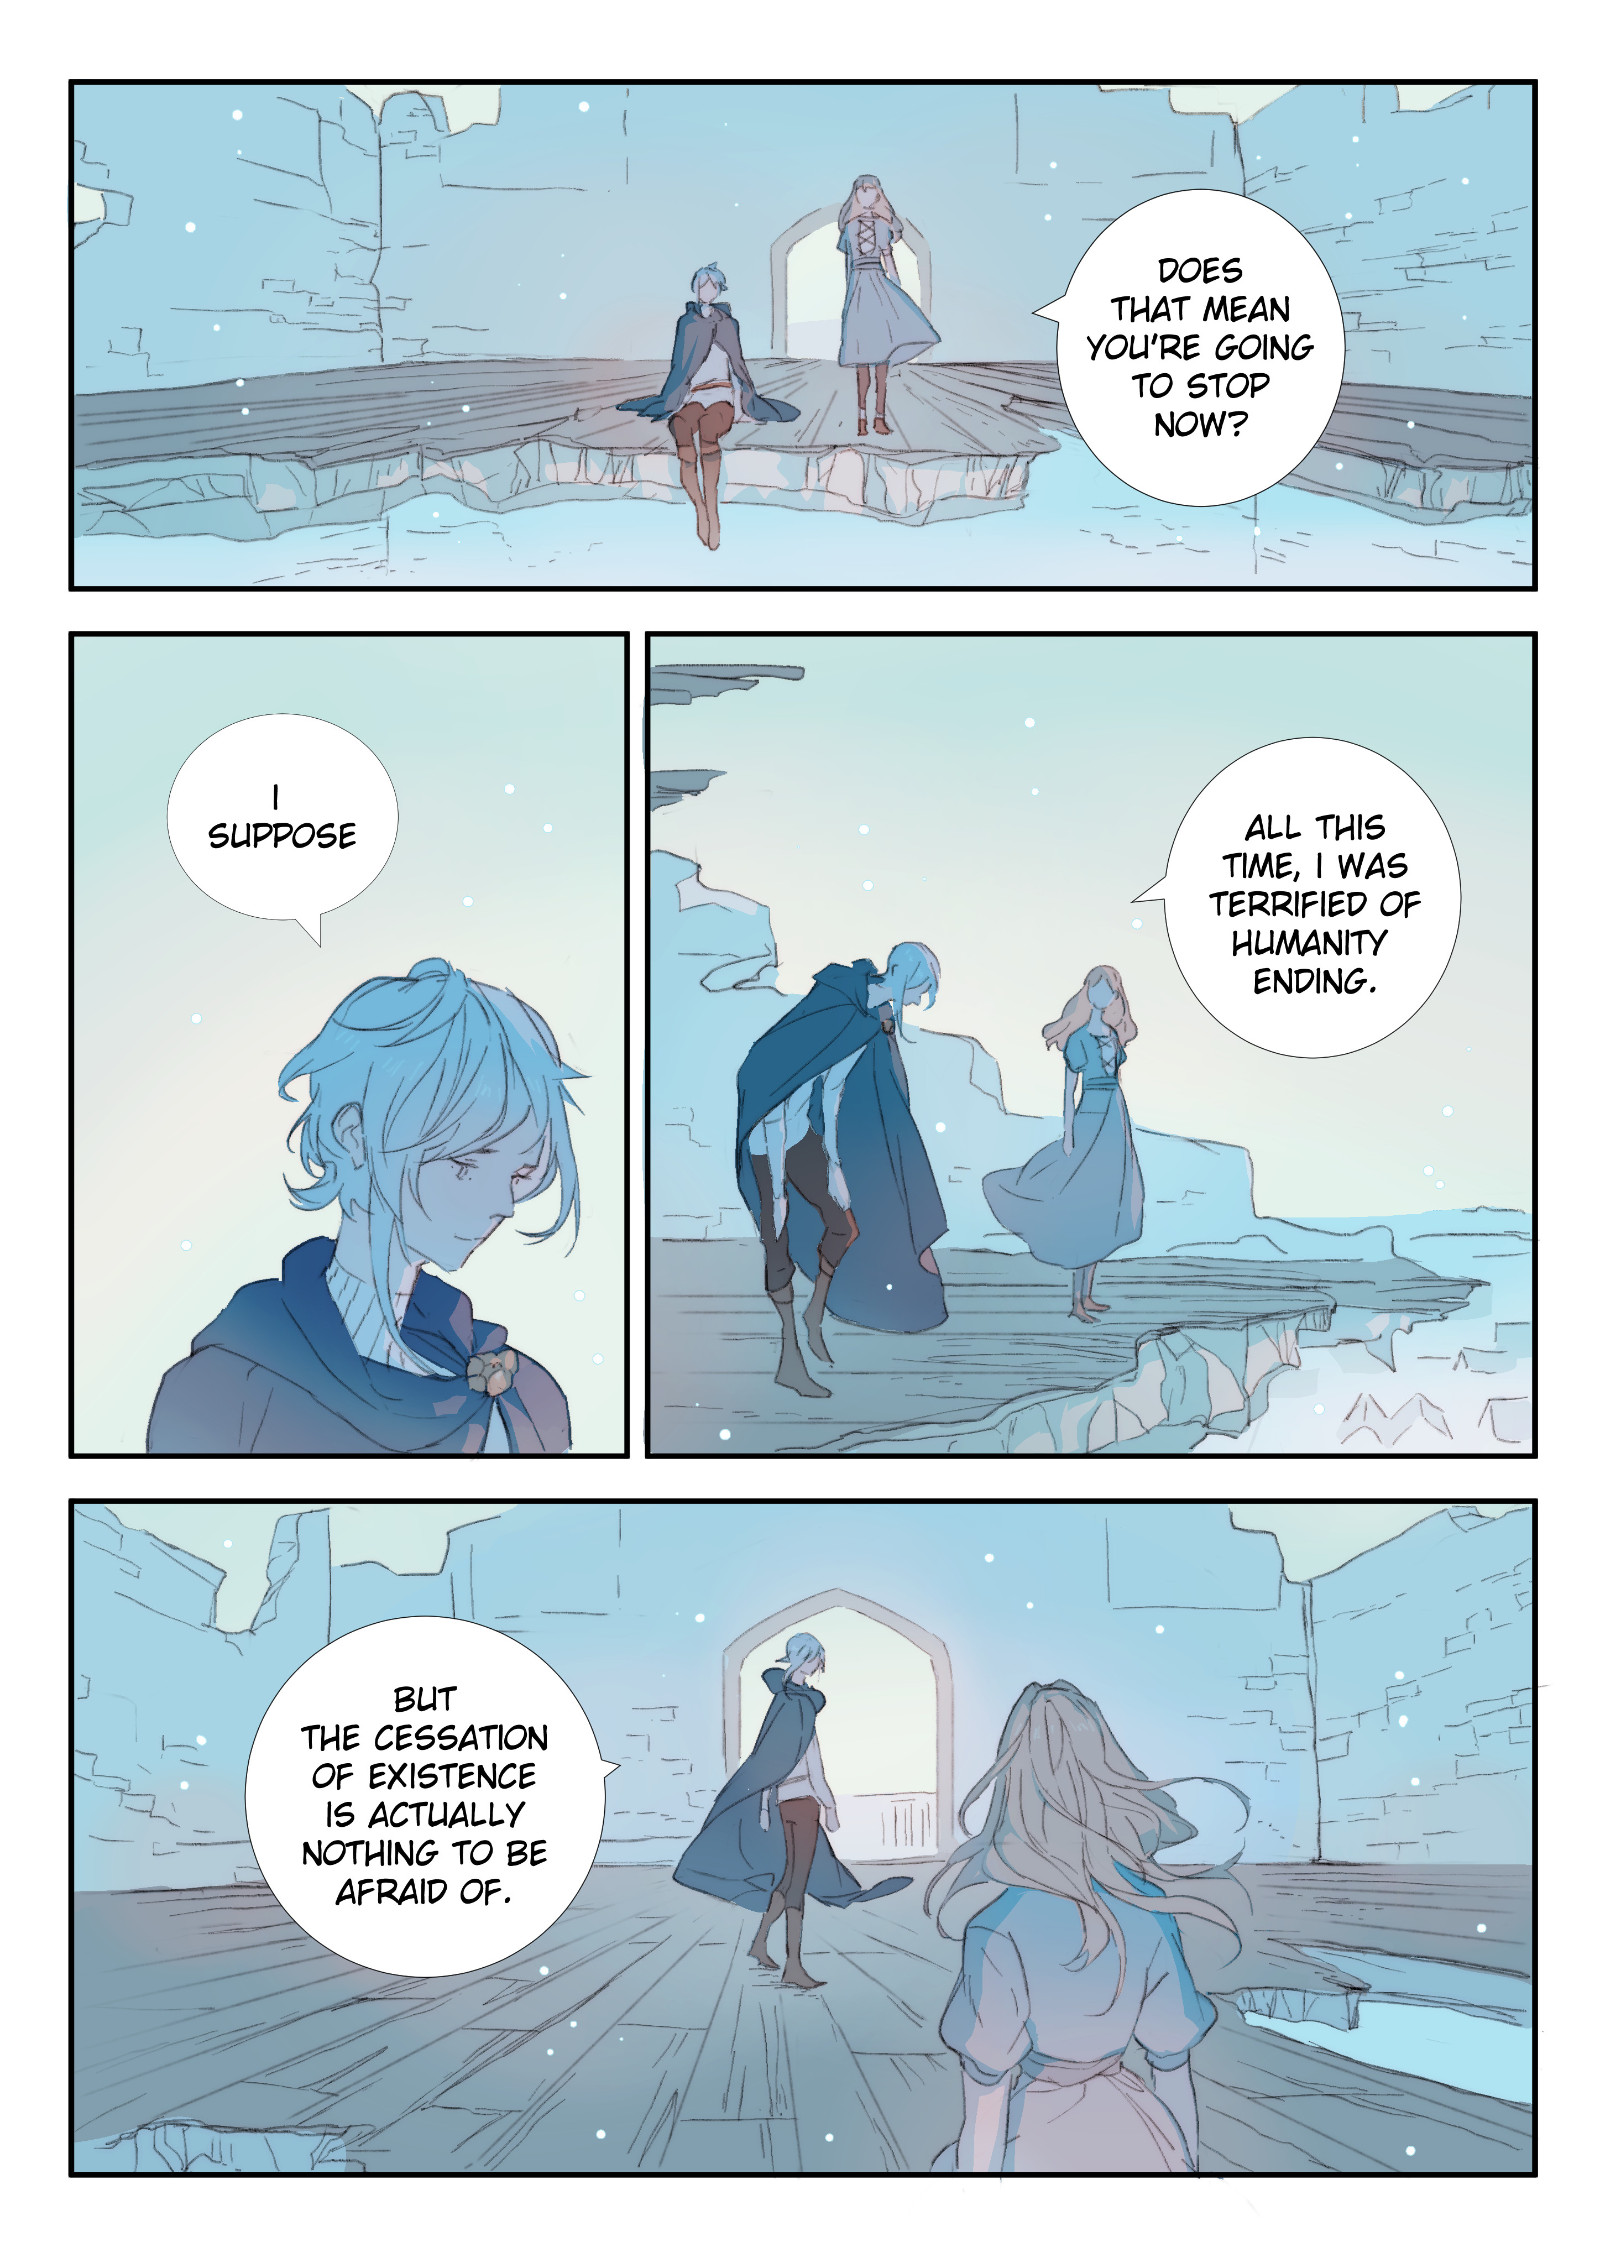 DOES
THAT MEAN
YOU'RE GOING
TO STOP
NOW?
I
SUPPOSE
ALL THIS
TIME, I WAS
TERRIFIED OF
HUMANITY
ENDING.
BUT
THE CESSATION
OF EXISTENCE
IS ACTUALLY
NOTHING TO BE
AFRAID OF.